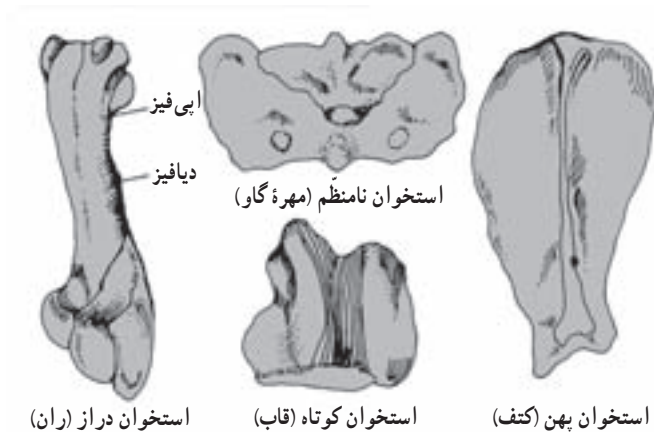 اپی‌فیز
دیافیز
استخوان نامنظّم (مهرهٔ گاو)
استخوان پهن (کتف)
استخوان کوتاه (قاب)
استخوان دراز (ران)